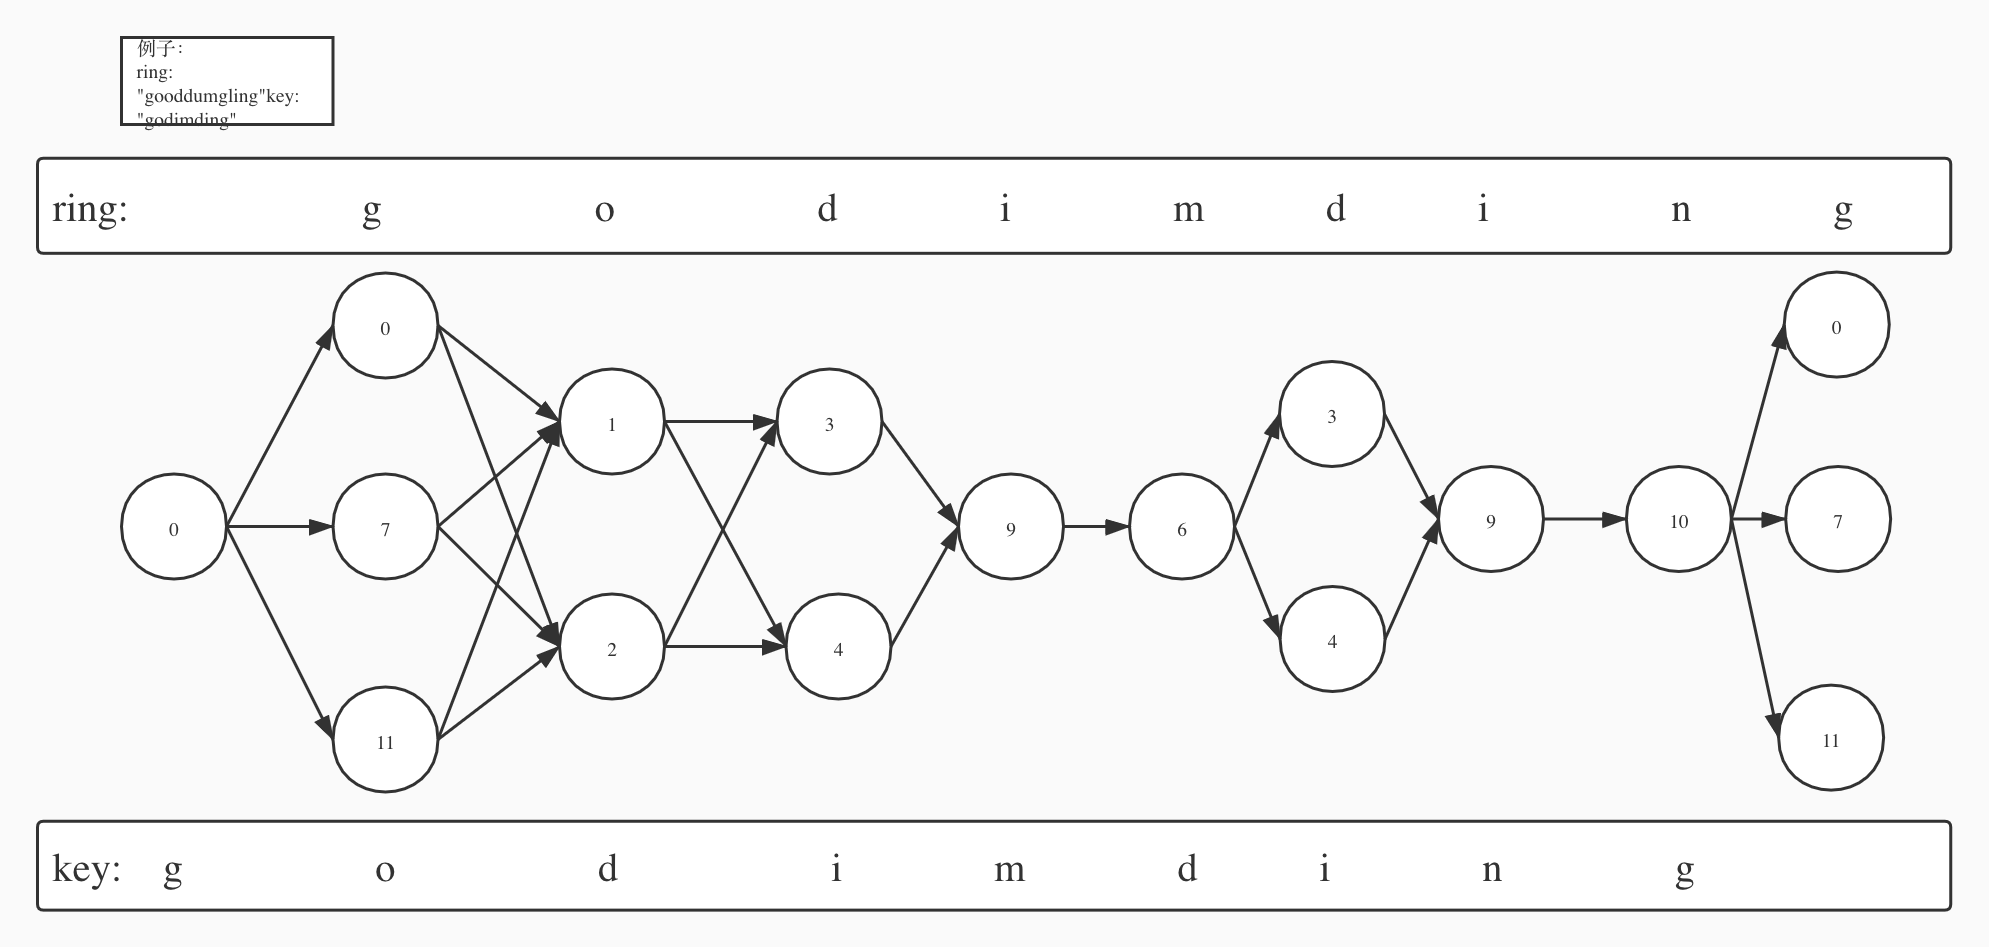 例子：
ring:
"gooddumgling"key:
"godimding"
ring: g o d i m d i n g
0 0
1 3 3
0 7 9 6 9 10 7
2 4 4
11 11
key: g o d i m d i n g